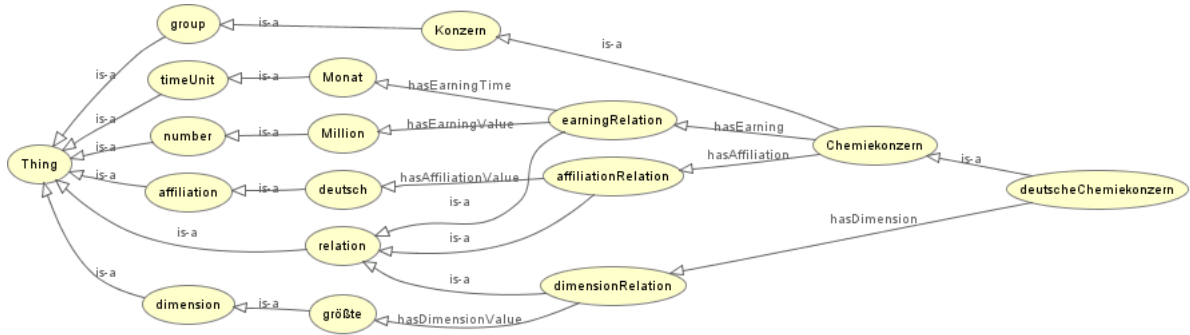 group
is-a
Konzern
is-a
is-a
timeUnit
is-a
Monat
hasEarningTime
is-a
number
is-a
Million
hasEarningValue
earningRelation
hasEarning
Chemiekonzern
is-a
Thing
is-a
affiliation
is-a
deutsch
hasAffiliationValue
affiliationRelation
hasAffiliation
is-a
deutscheChemiekonzern
is-a
is-a
relation
is-a
hasDimension
is-a
dimension
is-a
größte
hasDimensionValue
is-a
dimensionRelation